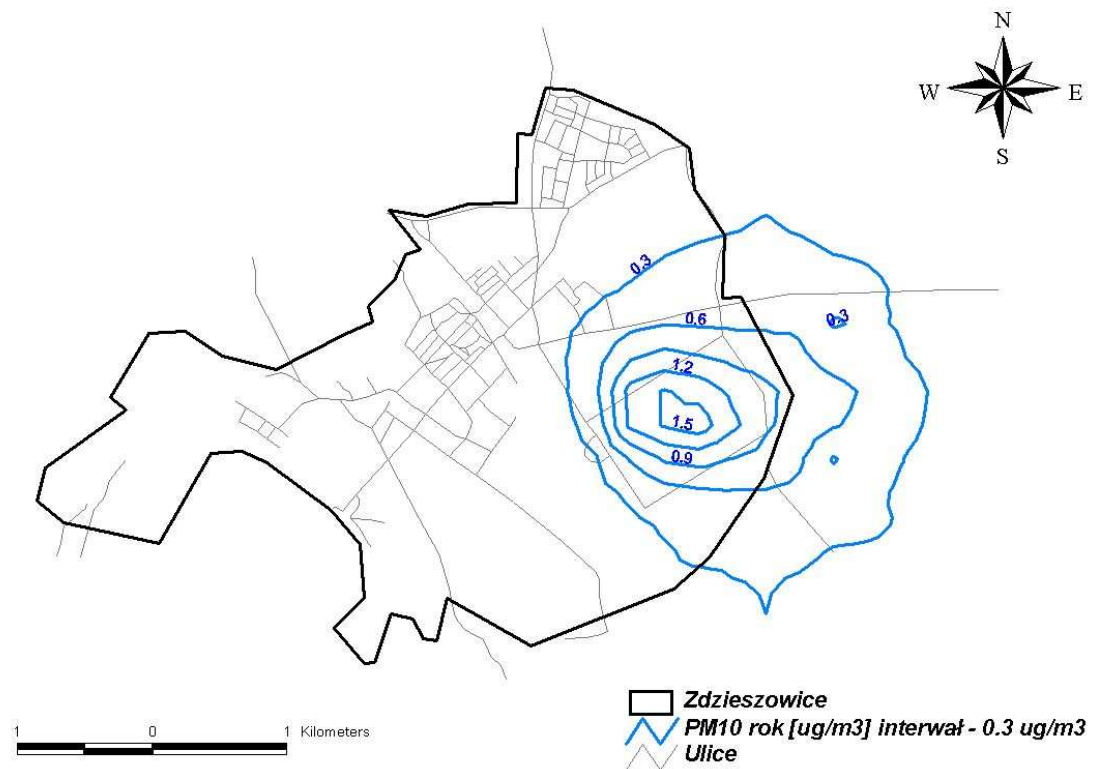 N
W E
S
0.3
0.6
0.3
1.2
1.5
0.9
1 0 1 Kilometers
Zdzieszowice
PM10 rok [ug/m3] interwał - 0.3 ug/m3
Ulice